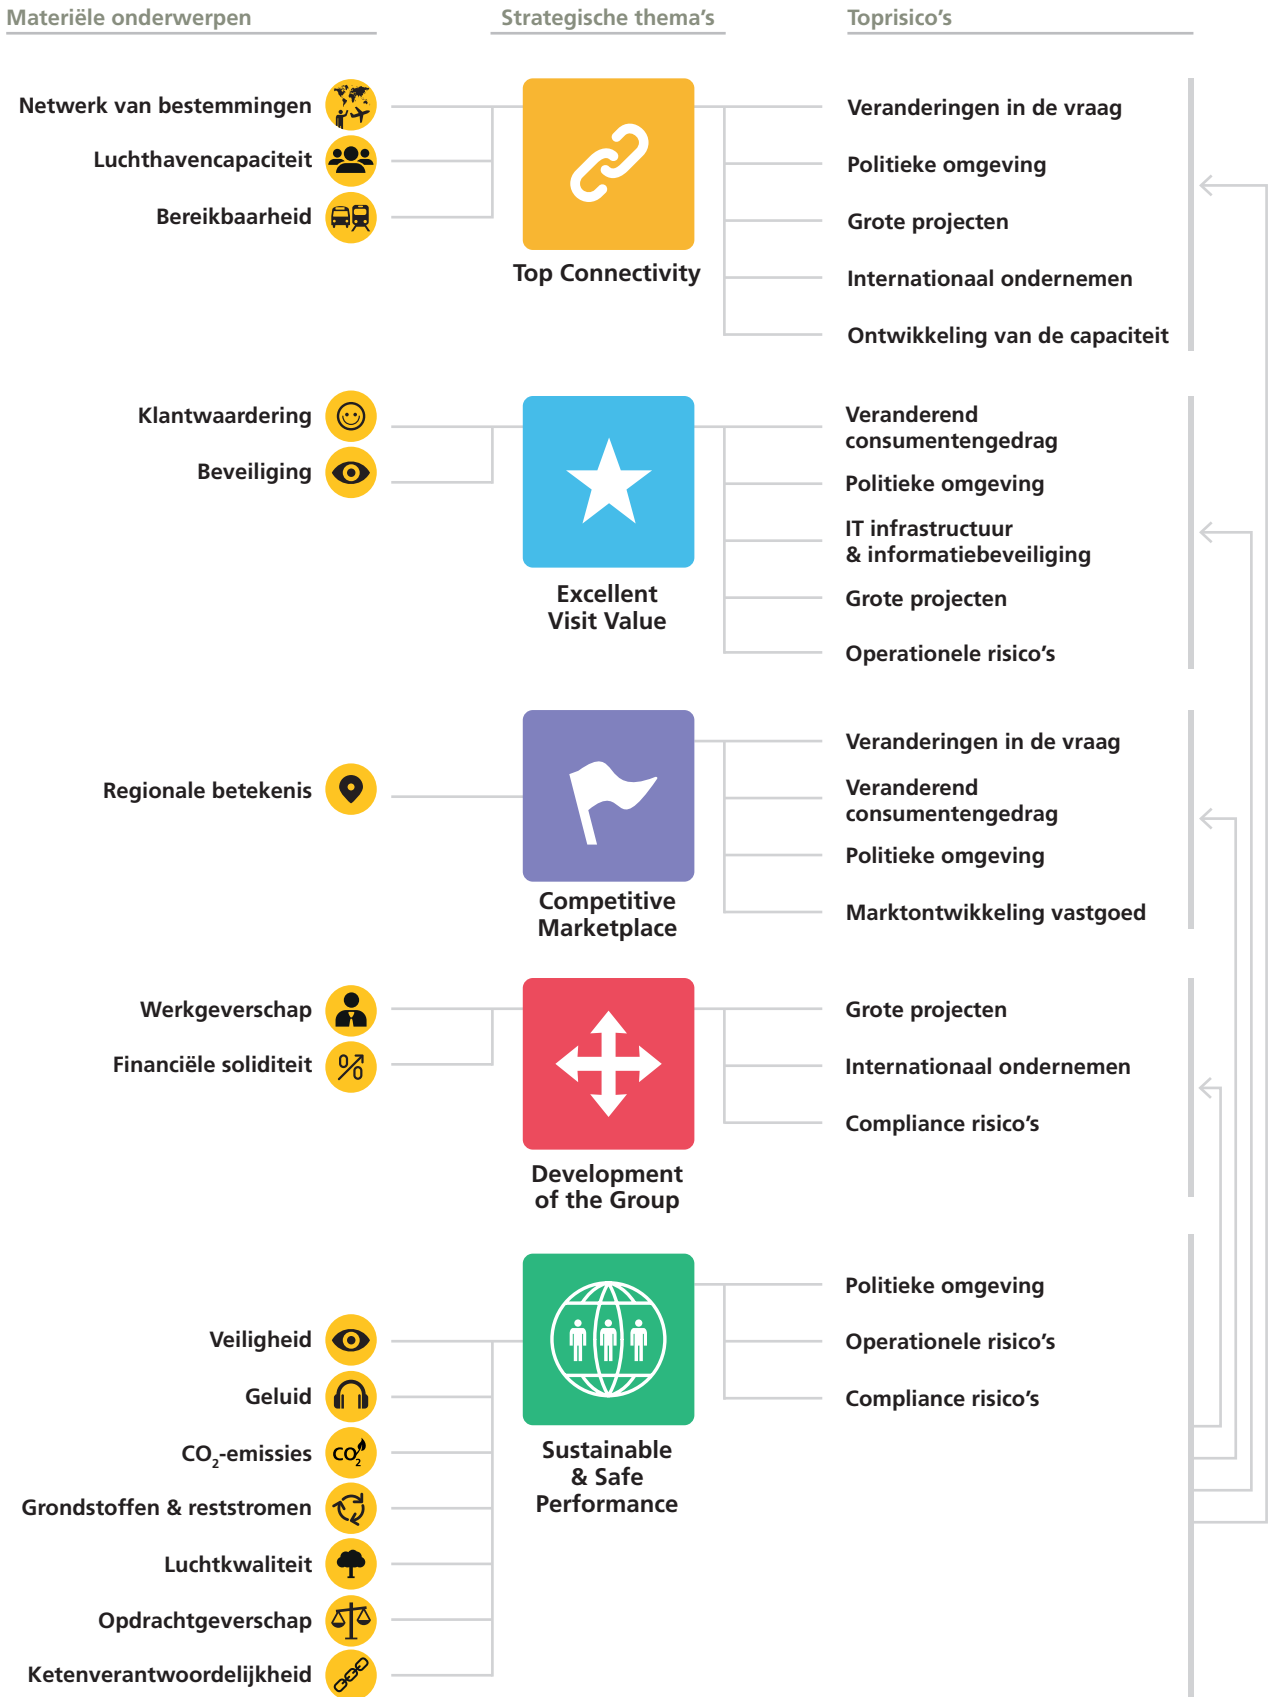 Materiële onderwerpen
Strategische thema’s
Toprisico’s
Netwerk van bestemmingen
Luchthavencapaciteit
Bereikbaarheid
Top Connectivity
Veranderingen in de vraag
Politieke omgeving
Grote projecten
Internationaal ondernemen
Ontwikkeling van de capaciteit
Klantwaardering
Beveiliging
Excellent
Visit Value
Veranderend
consumentengedrag
Politieke omgeving
IT infrastructuur
& informatiebeveiliging
Grote projecten
Operationele risico’s
Regionale betekenis
Competitive
Marketplace
Veranderingen in de vraag
Veranderend
consumentengedrag
Politieke omgeving
Marktontwikkeling vastgoed
Werkgeverschap
Financiële soliditeit
Development
of the Group
Grote projecten
Internationaal ondernemen
Compliance risico’s
Veiligheid
Geluid
CO₂-emissies
CO₂
Grondstoffen & reststromen
Luchtkwaliteit
Opdrachtgeverschap
Ketenverantwoordelijkheid
Sustainable
& Safe
Performance
Politieke omgeving
Operationele risico’s
Compliance risico’s